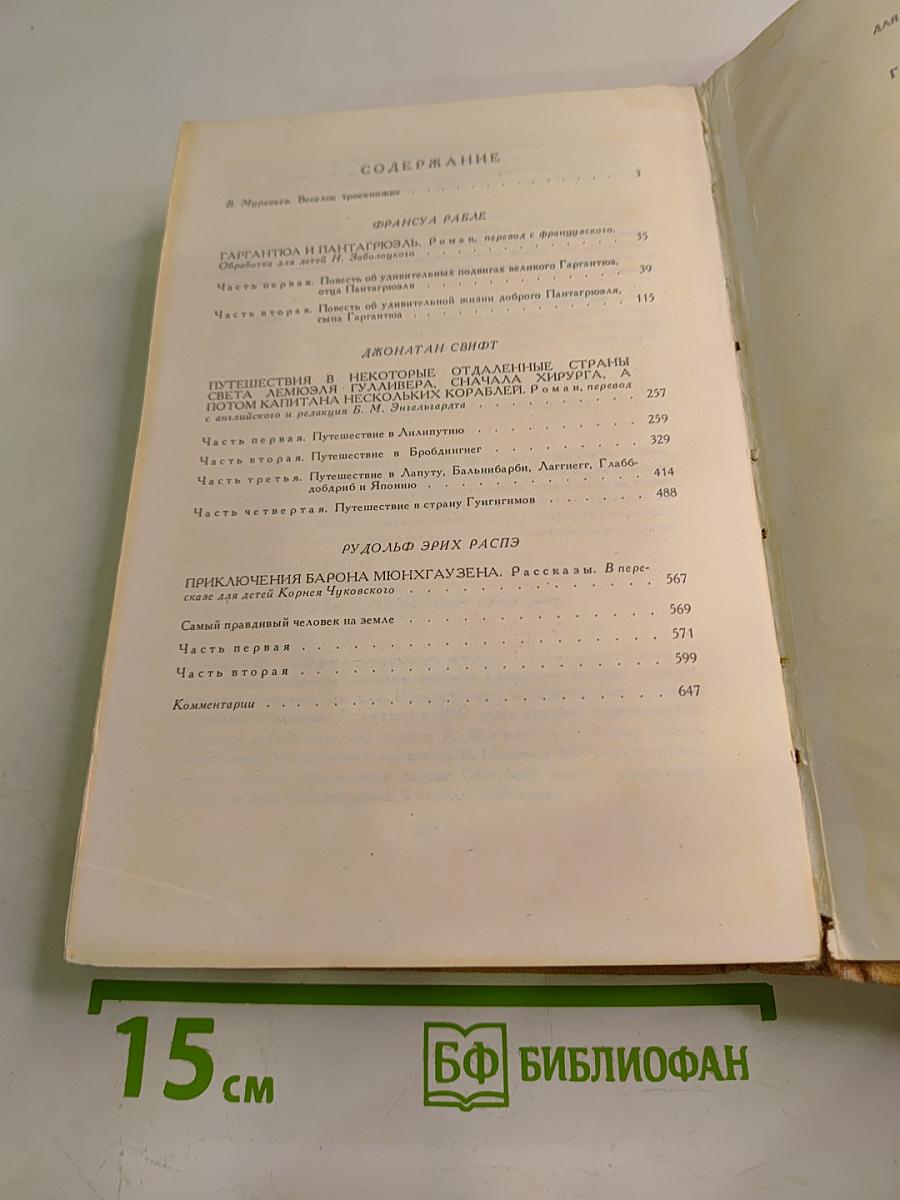 СОДЕРЖАНИЕ
В. Муравьев. Веселое троекнижие . . . 3
ФРАНСУА РАБЛЕ
ГАРГАНТЮА И ПАНТАГРЮЭЛЬ. Роман, перевод с французского.
Обработка для детей Н. Заболоцкого . . . 35
Часть первая. Повесть об удивительных подвигах великого Гаргантюа,
отца Пантагрюэля . . . 39
Часть вторая. Повесть об удивительной жизни доброго Пантагрюэля,
сына Гаргантюа . . . 115
ДЖОНАТАН СВИФТ
ПУТЕШЕСТВИЯ В НЕКОТОРЫЕ ОТДАЛЕННЫЕ СТРАНЫ
СВЕТА ЛЕМЮЭЛЯ ГУЛЛИВЕРА, СНАЧАЛА ХИРУРГА, А
ПОТОМ КАПИТАНА НЕСКОЛЬКИХ КОРАБЛЕЙ. Роман, перевод
с английского и редакция Б. М. Энгельгардта . . . 257
Часть первая. Путешествие в Лилипутию . . . 259
Часть вторая. Путешествие в Бробдингнег . . . 329
Часть третья. Путешествие в Лапуту, Бальнибарби, Лаггнегг, Глабб-
добдриб и Японию . . . 414
Часть четвертая. Путешествие в страну Гуигнгнмов . . . 488
РУДОЛЬФ ЭРИХ РАСПЭ
ПРИКЛЮЧЕНИЯ БАРОНА МЮНХГАУЗЕНА. Рассказы. В пере-
сказе для детей Корнея Чуковского . . . 567
Самый правдивый человек на земле . . . 569
Часть первая . . . 571
Часть вторая . . . 599
Комментарии . . . 647
15 см
БФ БИБЛИОФАН